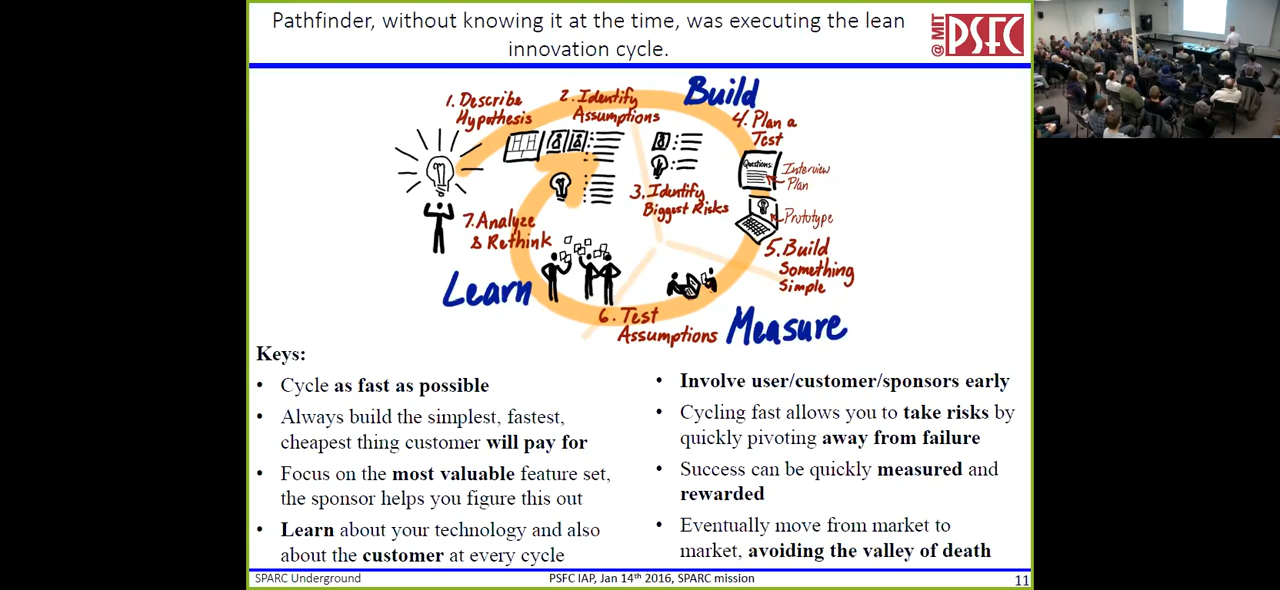 Pathfinder, without knowing it at the time, was executing the lean
innovation cycle.
@MIT
PSFC
1. Describe
Hypothesis
2. Identify
Assumptions
Build
4. Plan a
Test
Questions:
Interview
Plan
3. Identify
Biggest Risks
Prototype
7. Analyze
& Rethink
5. Build
Something
Simple
Learn
6. Test
Assumptions
Measure
Keys:
• Cycle as fast as possible
• Always build the simplest, fastest,
cheapest thing customer will pay for
• Focus on the most valuable feature set,
the sponsor helps you figure this out
• Learn about your technology and also
about the customer at every cycle
• Involve user/customer/sponsors early
• Cycling fast allows you to take risks by
quickly pivoting away from failure
• Success can be quickly measured and
rewarded
• Eventually move from market to
market, avoiding the valley of death
SPARC Underground
PSFC IAP, Jan 14th 2016, SPARC mission
11